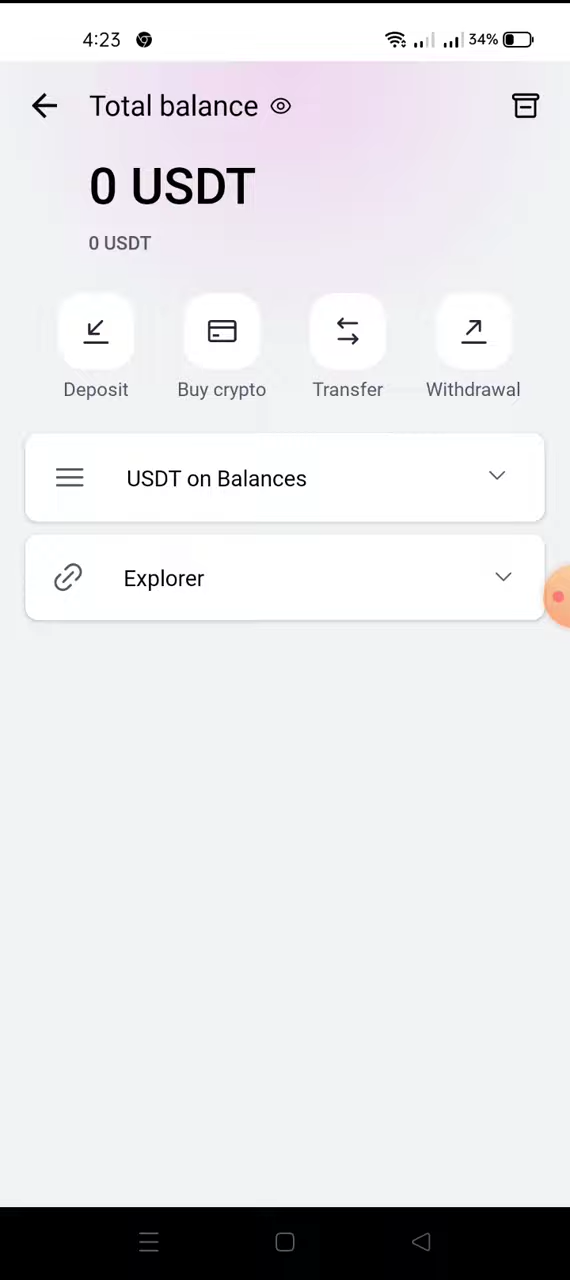 4:23
34%
Total balance
0 USDT
0 USDT
Deposit
Buy crypto
Transfer
Withdrawal
USDT on Balances
Explorer